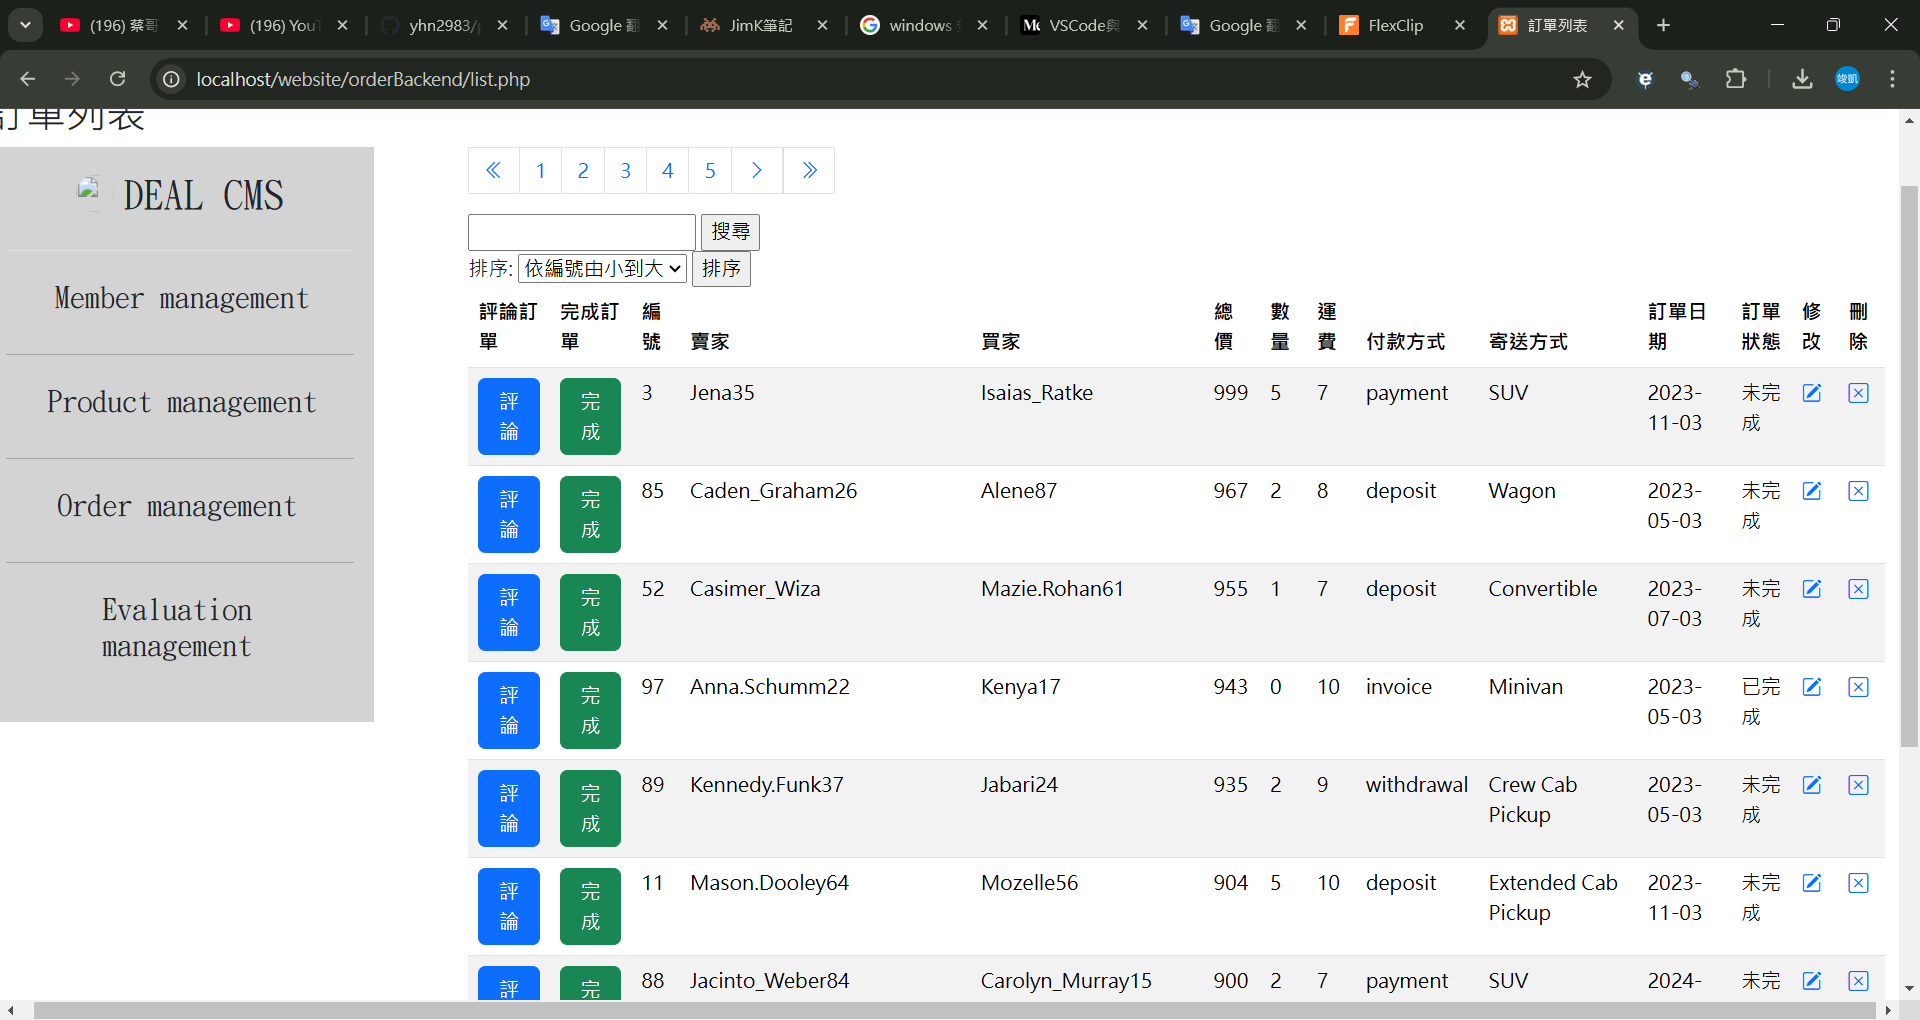 (196) 蔡哥
(196) YouT
yhn2983/p
Google 翻
JimK筆記
windows
VSCode與
Google 翻
FlexClip
訂單列表
localhost/website/orderBackend/list.php
竣凱
訂單列表
DEAL CMS
Member management
Product management
Order management
Evaluation
management
1 2 3 4 5
搜尋
排序: 依編號由小到大 排序
評論訂單 完成訂單 編號 賣家 買家 總價 數量 運費 付款方式 寄送方式 訂單日期 訂單狀態 修改 刪除
評論 完成 3 Jena35 Isaias_Ratke 999 5 7 payment SUV 2023-11-03 未完成
評論 完成 85 Caden_Graham26 Alene87 967 2 8 deposit Wagon 2023-05-03 未完成
評論 完成 52 Casimer_Wiza Mazie.Rohan61 955 1 7 deposit Convertible 2023-07-03 未完成
評論 完成 97 Anna.Schumm22 Kenya17 943 0 10 invoice Minivan 2023-05-03 已完成
評論 完成 89 Kennedy.Funk37 Jabari24 935 2 9 withdrawal Crew Cab Pickup 2023-05-03 未完成
評論 完成 11 Mason.Dooley64 Mozelle56 904 5 10 deposit Extended Cab Pickup 2023-11-03 未完成
評 完 88 Jacinto_Weber84 Carolyn_Murray15 900 2 7 payment SUV 2024- 未完